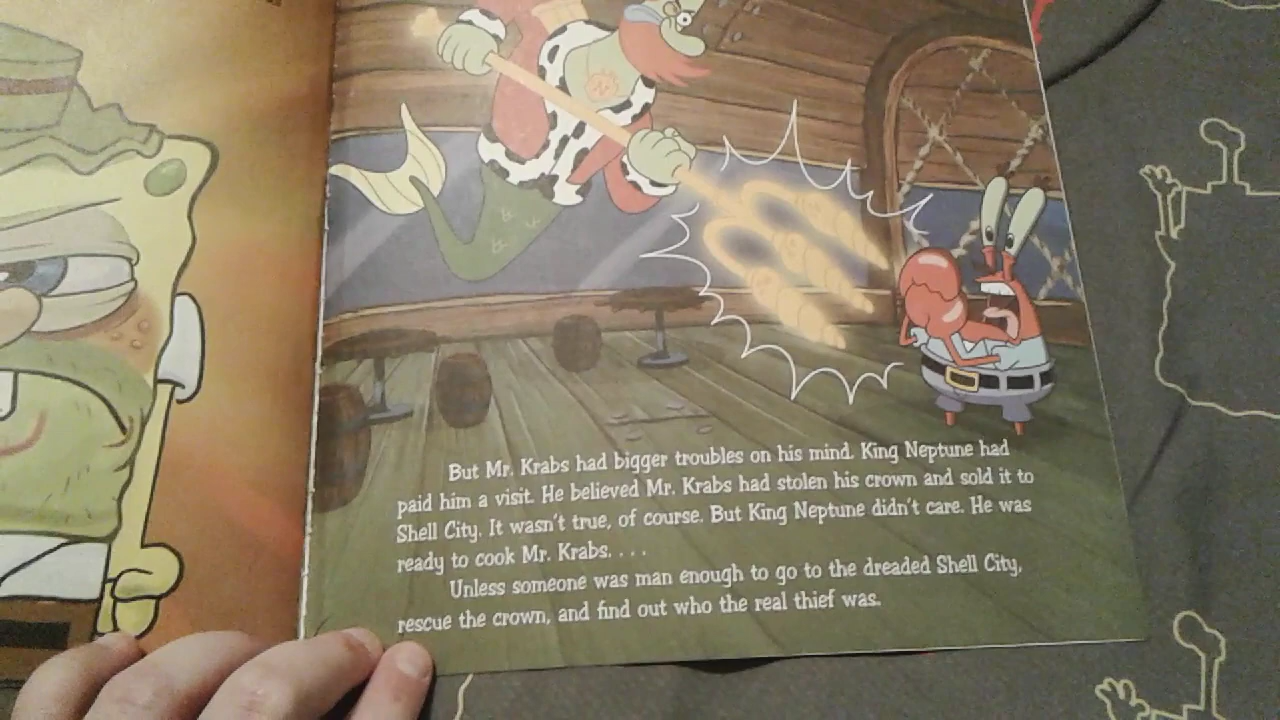 But Mr. Krabs had bigger troubles on his mind. King Neptune had
paid him a visit. He believed Mr. Krabs had stolen his crown and sold it to
Shell City. It wasn't true, of course. But King Neptune didn't care. He was
ready to cook Mr. Krabs. . . .
Unless someone was man enough to go to the dreaded Shell City,
rescue the crown, and find out who the real thief was.